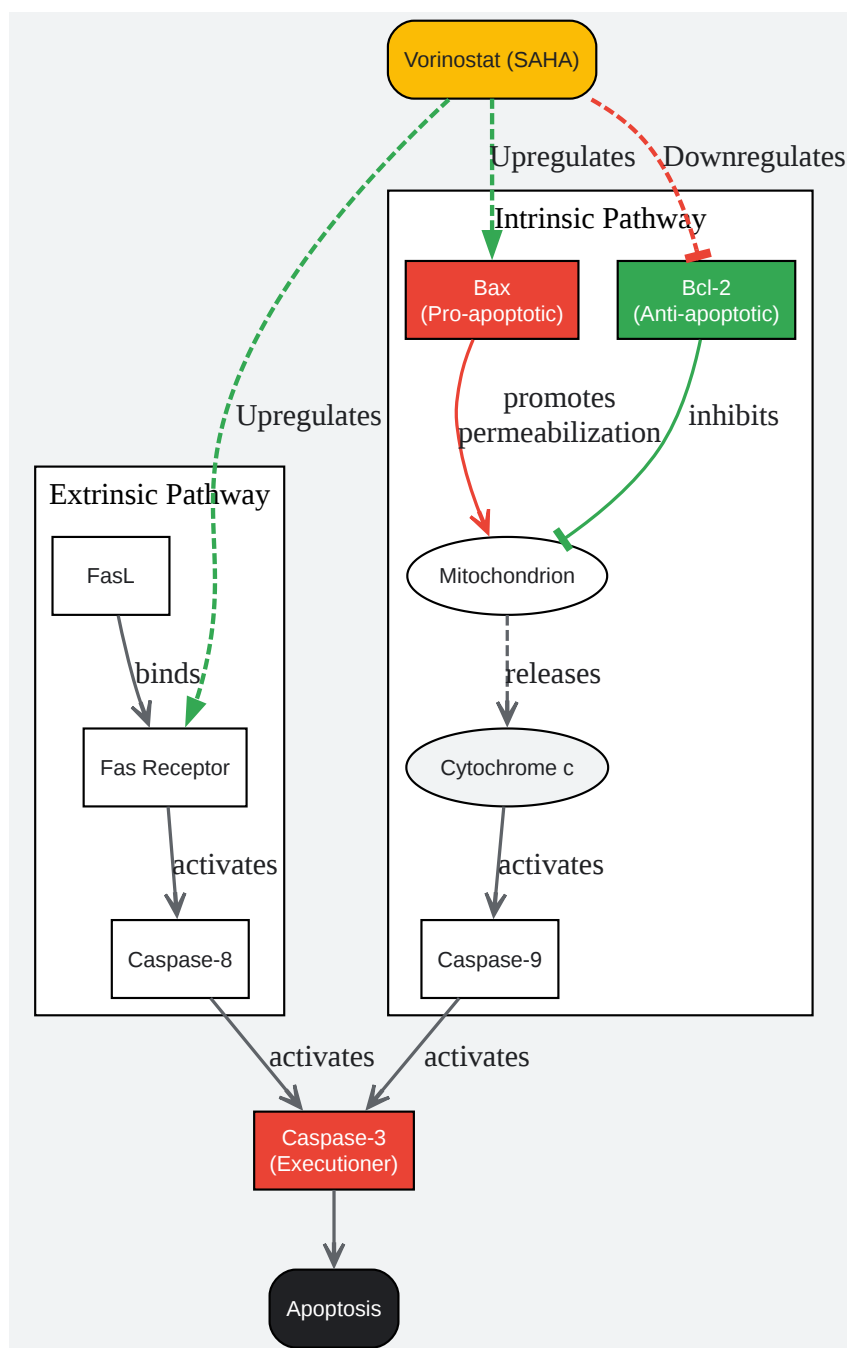 Vorinostat (SAHA)
Upregulates
Downregulates
Intrinsic Pathway
Bax
(Pro-apoptotic)
Bcl-2
(Anti-apoptotic)
Upregulates
promotes
permeabilization
inhibits
Extrinsic Pathway
FasL
Mitochondrion
binds
releases
Fas Receptor
Cytochrome c
activates
activates
Caspase-8
Caspase-9
activates
activates
Caspase-3
(Executioner)
Apoptosis